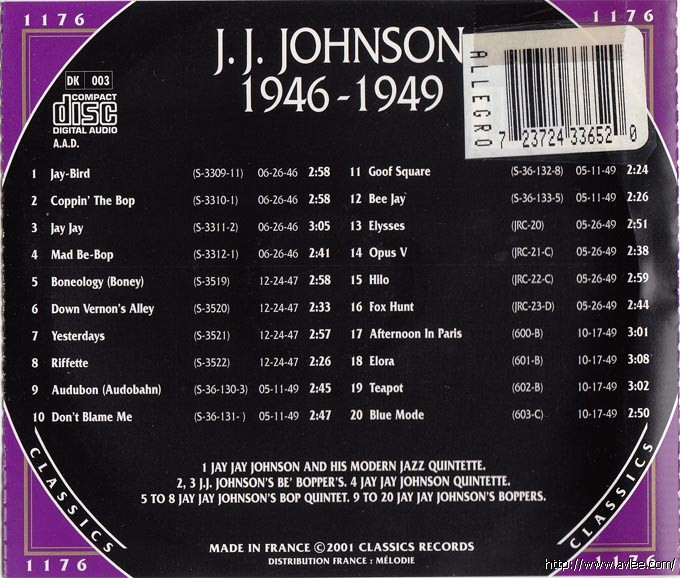 1176
1176
J. J. JOHNSON
1946 - 1949
DK 003
COMPACT
disc
DIGITAL AUDIO
A.A.D.
ALLEGRO
7 23724 33652 0
1 Jay-Bird (S-3309-11) 06-26-46 2:58
2 Coppin' The Bop (S-3310-1) 06-26-46 2:58
3 Jay Jay (S-3311-2) 06-26-46 3:05
4 Mad Be-Bop (S-3312-1) 06-26-46 2:41
5 Boneology (Boney) (S-3519) 12-24-47 2:58
6 Down Vernon's Alley (S-3520) 12-24-47 2:33
7 Yesterdays (S-3521) 12-24-47 2:57
8 Riffette (S-3522) 12-24-47 2:26
9 Audubon (Audobahn) (S-36-130-3) 05-11-49 2:45
10 Don't Blame Me (S-36-131- ) 05-11-49 2:47
11 Goof Square (S-36-132-8) 05-11-49 2:24
12 Bee Jay (S-36-133-5) 05-11-49 2:26
13 Elysses (JRC-20) 05-26-49 2:51
14 Opus V (JRC-21-C) 05-26-49 2:38
15 Hilo (JRC-22-C) 05-26-49 2:59
16 Fox Hunt (JRC-23-D) 05-26-49 2:44
17 Afternoon In Paris (600-B) 10-17-49 3:01
18 Elora (601-B) 10-17-49 3:08
19 Teapot (602-B) 10-17-49 3:02
20 Blue Mode (603-C) 10-17-49 2:50
1 JAY JAY JOHNSON AND HIS MODERN JAZZ QUINTETTE.
2, 3 J.J. JOHNSON'S BE' BOPPER'S. 4 JAY JAY JOHNSON QUINTETTE.
5 TO 8 JAY JAY JOHNSON'S BOP QUINTET. 9 TO 20 JAY JAY JOHNSON'S BOPPERS.
CLASSICS
CLASSICS
MADE IN FRANCE ©2001 CLASSICS RECORDS
DISTRIBUTION FRANCE : MÉLODIE
1176
1176
http://www.avlee.com/